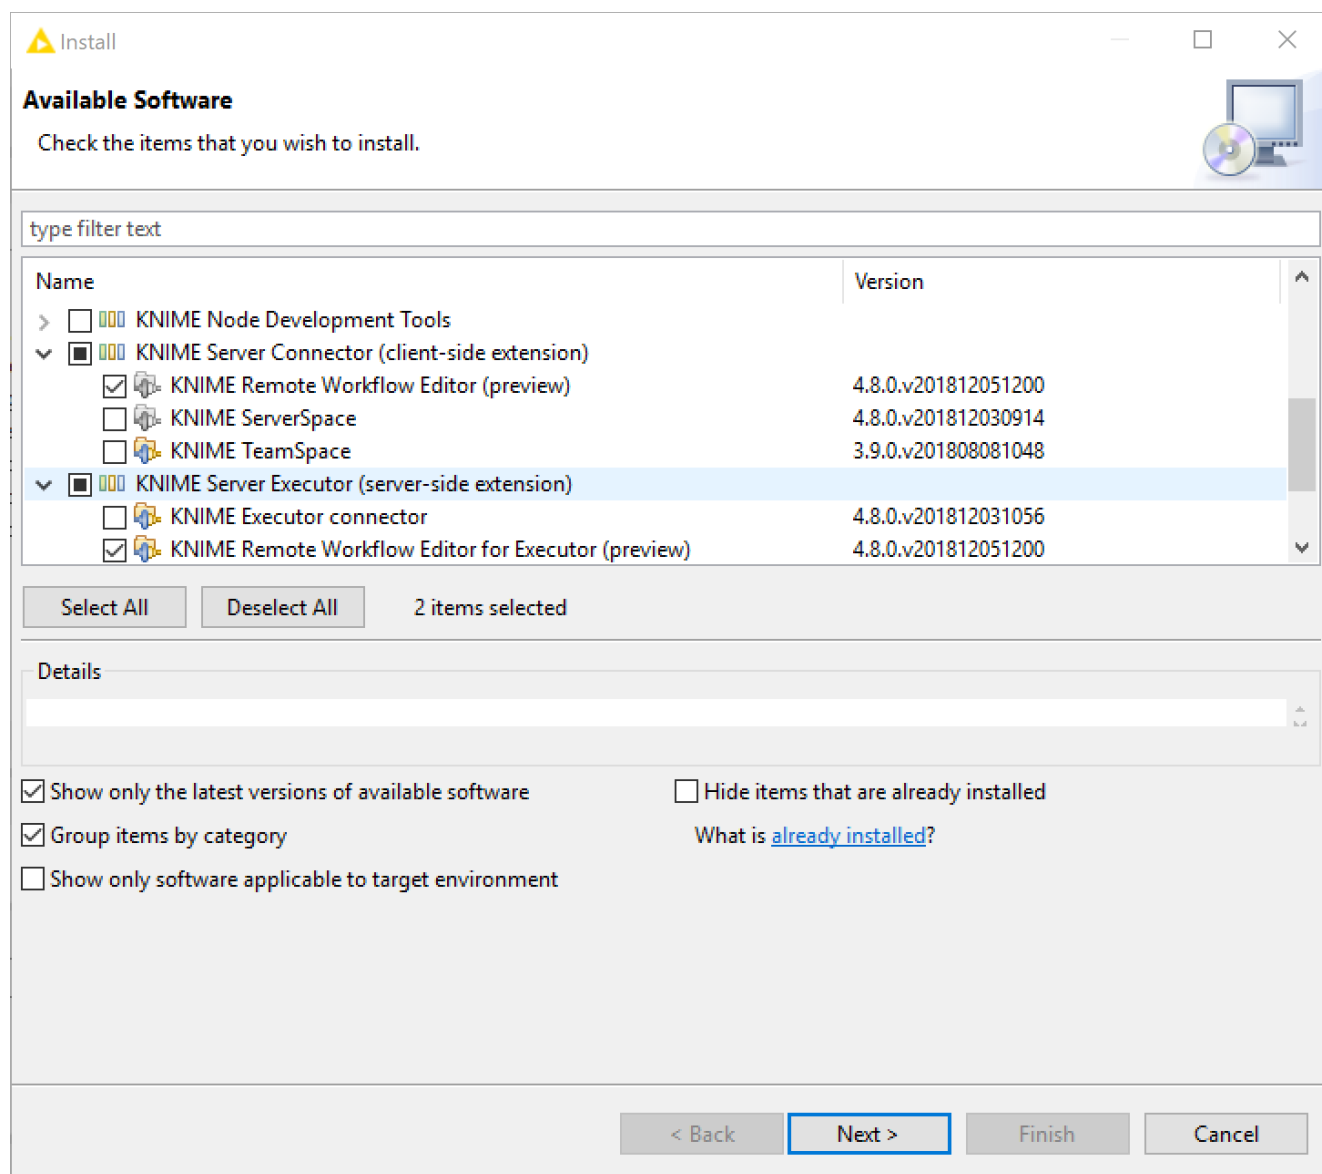 Install
Available Software
Check the items that you wish to install.
type filter text
Name Version
KNIME Node Development Tools
KNIME Server Connector (client-side extension)
KNIME Remote Workflow Editor (preview) 4.8.0.v201812051200
KNIME ServerSpace 4.8.0.v201812030914
KNIME TeamSpace 3.9.0.v201808081048
KNIME Server Executor (server-side extension)
KNIME Executor connector 4.8.0.v201812031056
KNIME Remote Workflow Editor for Executor (preview) 4.8.0.v201812051200
Select All Deselect All 2 items selected
Details
Show only the latest versions of available software Hide items that are already installed
Group items by category What is already installed?
Show only software applicable to target environment
< Back Next > Finish Cancel